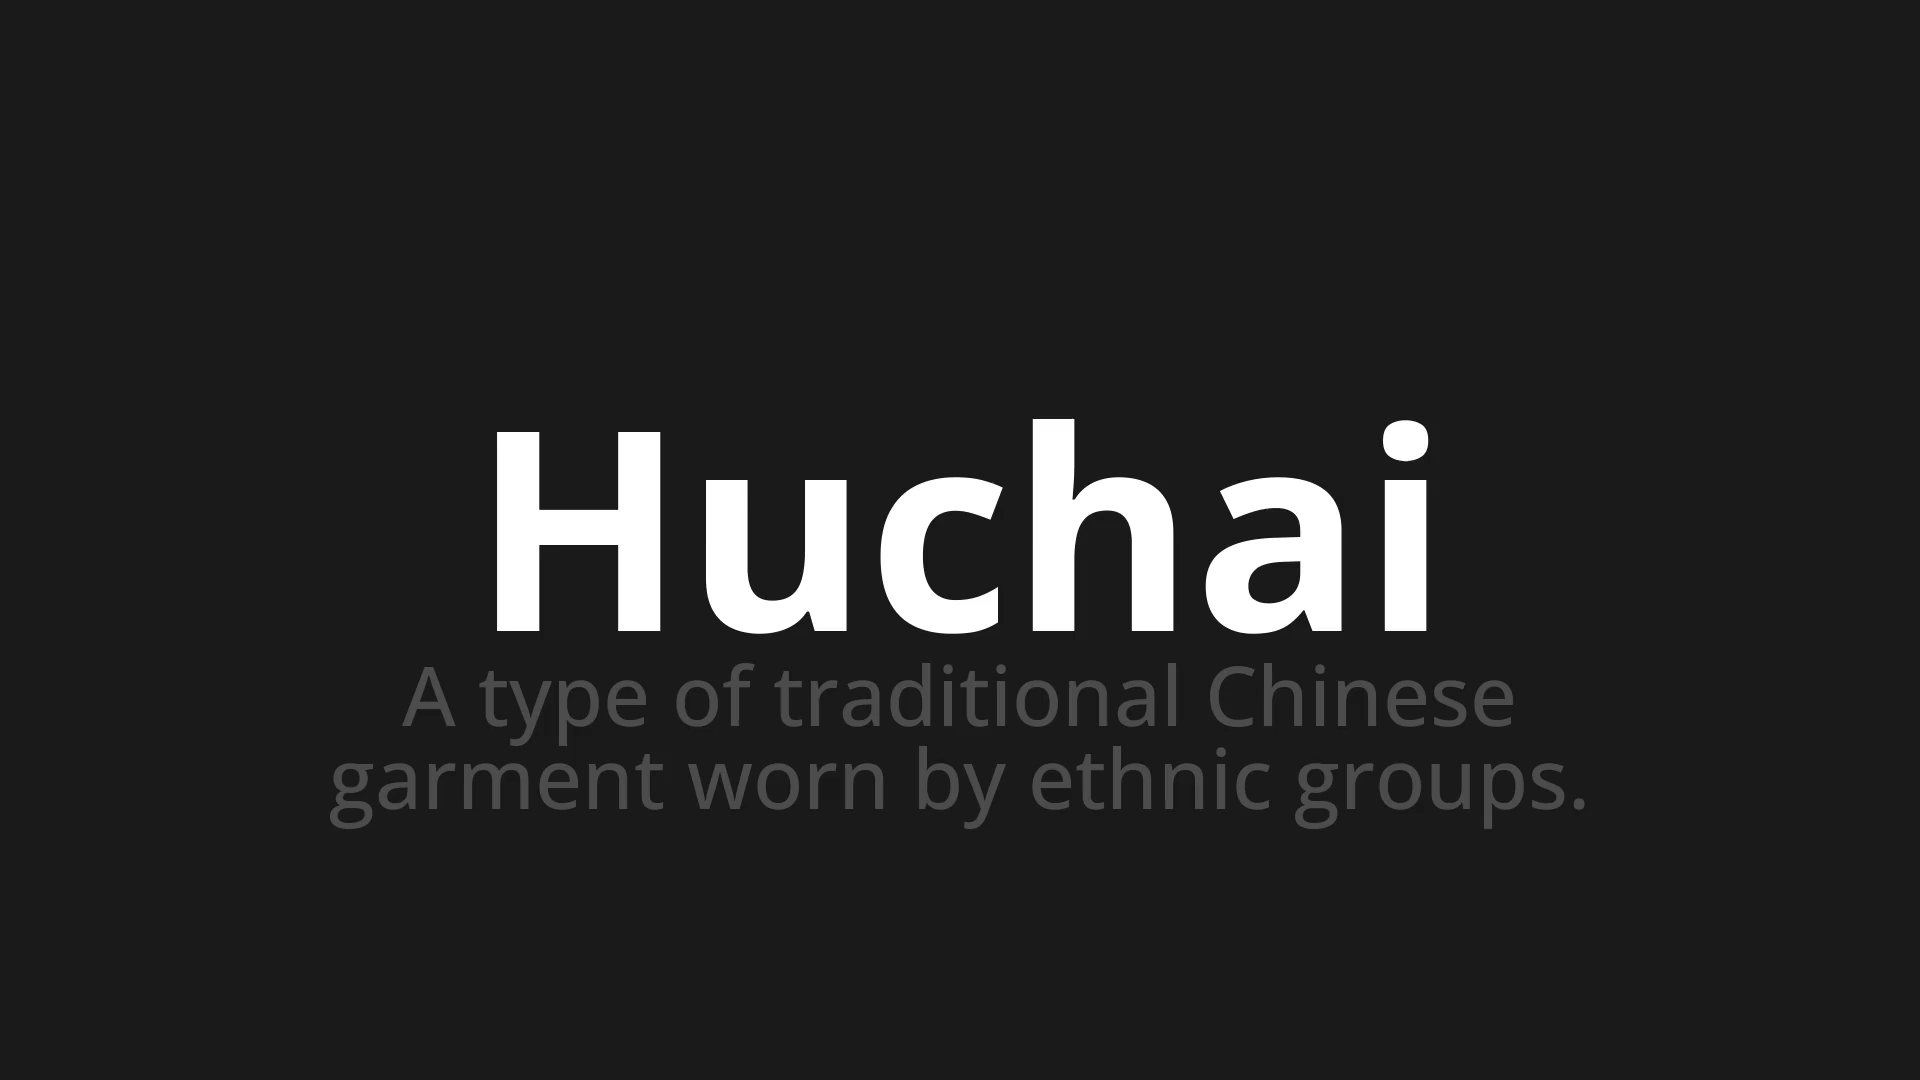 Huchai
A type of traditional Chinese
garment worn by ethnic groups.